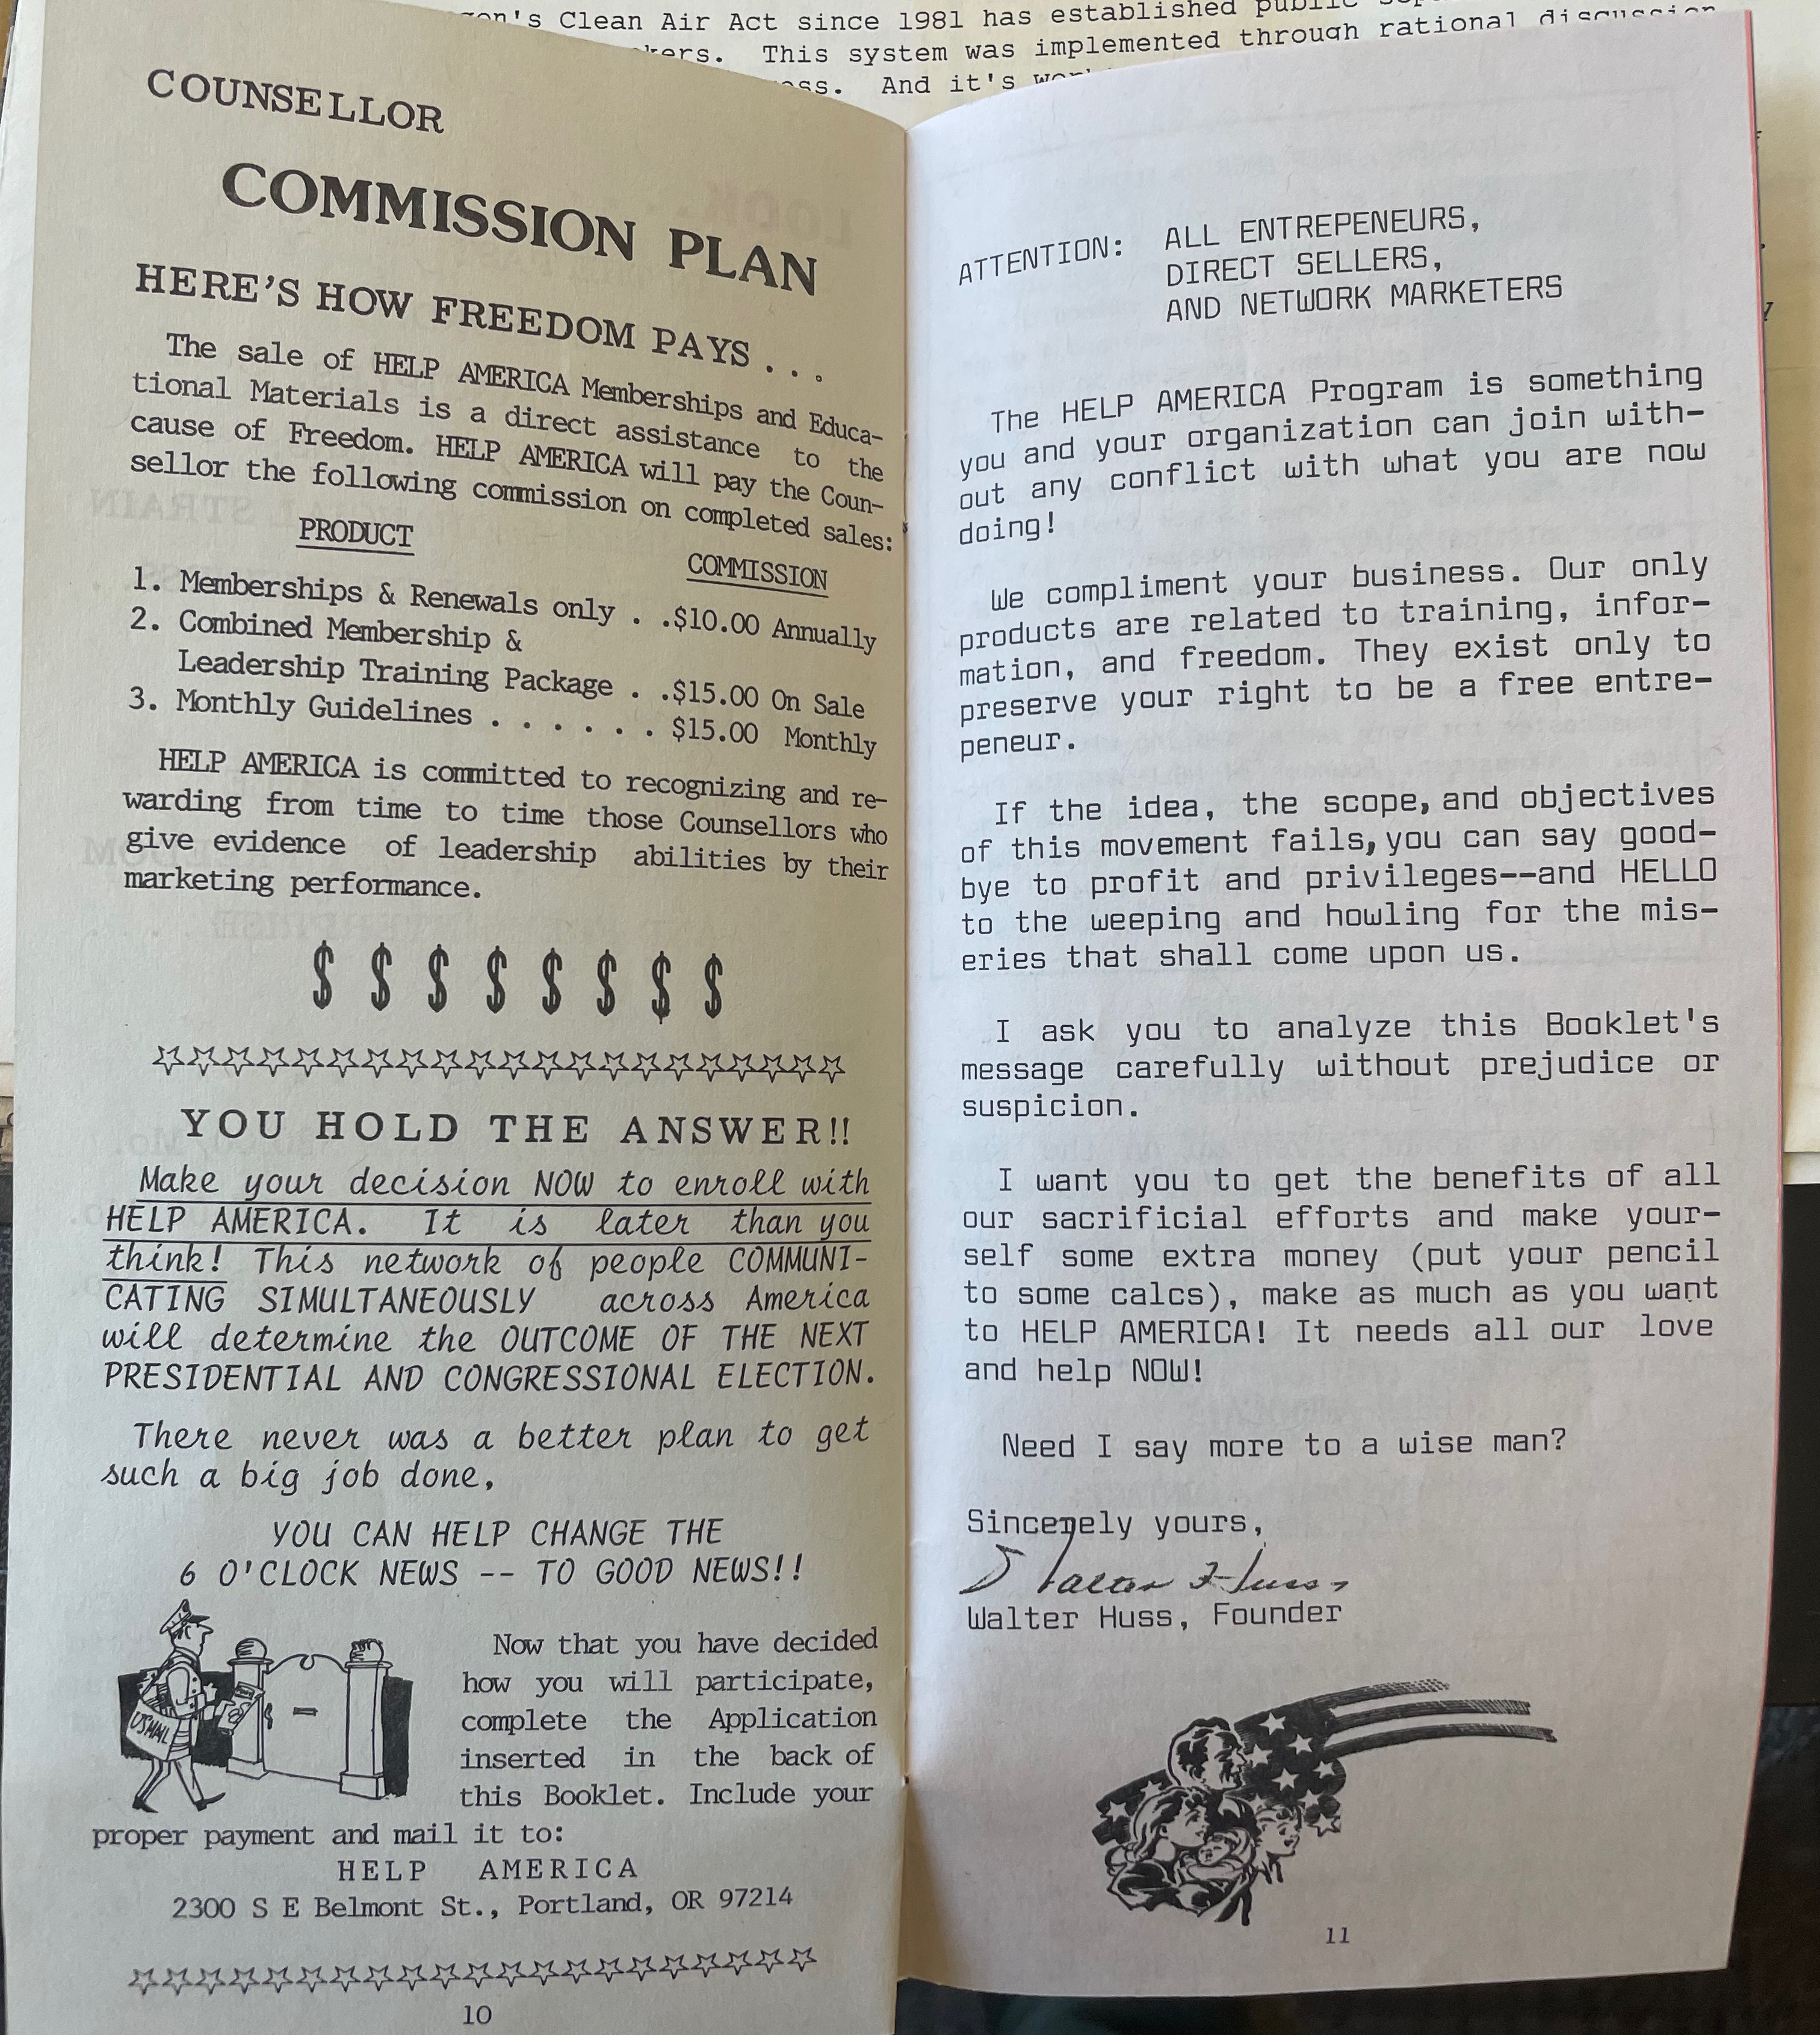 on's Clean Air Act since 1981 has established
This system was implemented through rational discussion
And it's
COUNSELLOR
COMMISSION PLAN
HERE'S HOW FREEDOM PAYS . . .
The sale of HELP AMERICA Memberships and Educa-
tional Materials is a direct assistance to the
cause of Freedom. HELP AMERICA will pay the Coun-
sellor the following commission on completed sales:
PRODUCT COMMISSION
1. Memberships & Renewals only . .$10.00 Annually
2. Combined Membership &
Leadership Training Package . .$15.00 On Sale
3. Monthly Guidelines . . . . . . $15.00 Monthly
HELP AMERICA is committed to recognizing and re-
warding from time to time those Counsellors who
give evidence of leadership abilities by their
marketing performance.
$ $ $ $ $ $ $ $
YOU HOLD THE ANSWER!!
Make your decision NOW to enroll with
HELP AMERICA. It is later than you
think! This network of people COMMUNI-
CATING SIMULTANEOUSLY across America
will determine the OUTCOME OF THE NEXT
PRESIDENTIAL AND CONGRESSIONAL ELECTION.
There never was a better plan to get
such a big job done,
YOU CAN HELP CHANGE THE
6 O'CLOCK NEWS -- TO GOOD NEWS!!
US MAIL
Now that you have decided
how you will participate,
complete the Application
inserted in the back of
this Booklet. Include your
proper payment and mail it to:
HELP AMERICA
2300 S E Belmont St., Portland, OR 97214
10
ATTENTION: ALL ENTREPENEURS,
DIRECT SELLERS,
AND NETWORK MARKETERS
The HELP AMERICA Program is something
you and your organization can join with-
out any conflict with what you are now
doing!
We compliment your business. Our only
products are related to training, infor-
mation, and freedom. They exist only to
preserve your right to be a free entre-
peneur.
If the idea, the scope, and objectives
of this movement fails, you can say good-
bye to profit and privileges--and HELLO
to the weeping and howling for the mis-
eries that shall come upon us.
I ask you to analyze this Booklet's
message carefully without prejudice or
suspicion.
I want you to get the benefits of all
our sacrificial efforts and make your-
self some extra money (put your pencil
to some calcs), make as much as you want
to HELP AMERICA! It needs all our love
and help NOW!
Need I say more to a wise man?
Sincerely yours,
Walter Huss
Walter Huss, Founder
11